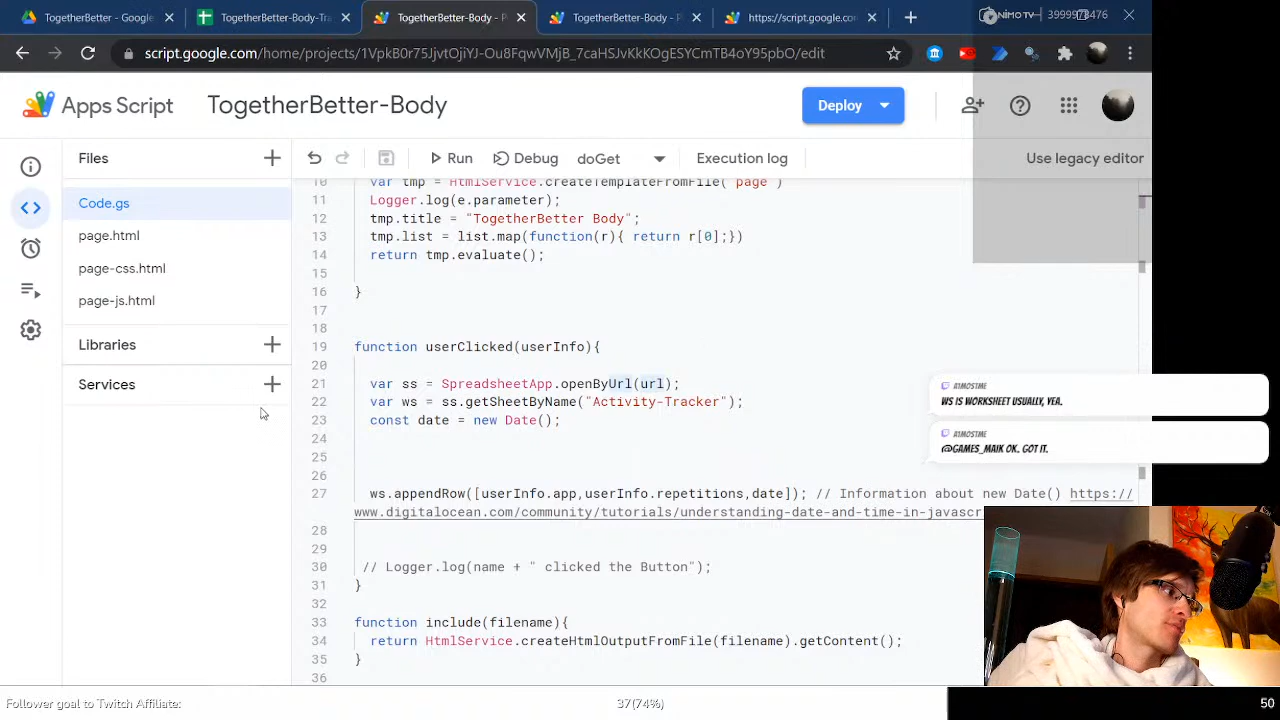 TogetherBetter - Google
TogetherBetter-Body-Tra
TogetherBetter-Body - P
TogetherBetter-Body - P
https://script.google.com
NIMO TV
3999978476
script.google.com/home/projects/1VpkB0r75JjvtOjiYJ-Ou8FqwVMjB_7caHSJvKkKOgESYCmTB4oY95pbO/edit
Apps Script
TogetherBetter-Body
Deploy
Files
Run
Debug
doGet
Execution log
Use legacy editor
Code.gs
page.html
page-css.html
page-js.html
Libraries
Services
10 var tmp = HtmlService.createTemplateFromFile("page")
11 Logger.log(e.parameter);
12 tmp.title = "TogetherBetter Body";
13 tmp.list = list.map(function(r){ return r[0];})
14 return tmp.evaluate();
15
16 }
17
18
19 function userClicked(userInfo){
20
21 var ss = SpreadsheetApp.openByUrl(url);
22 var ws = ss.getSheetByName("Activity-Tracker");
23 const date = new Date();
24
25
26
27 ws.appendRow([userInfo.app,userInfo.repetitions,date]); // Information about new Date() https://
www.digitalocean.com/community/tutorials/understanding-date-and-time-in-javascr
28
29
30 // Logger.log(name + " clicked the Button");
31 }
32
33 function include(filename){
34 return HtmlService.createHtmlOutputFromFile(filename).getContent();
35 }
36
A1MOSTME
WS IS WORKSHEET USUALLY, YEA.
A1MOSTME
@GAMES_MAIK OK. GOT IT.
Follower goal to Twitch Affiliate:
37(74%)
50